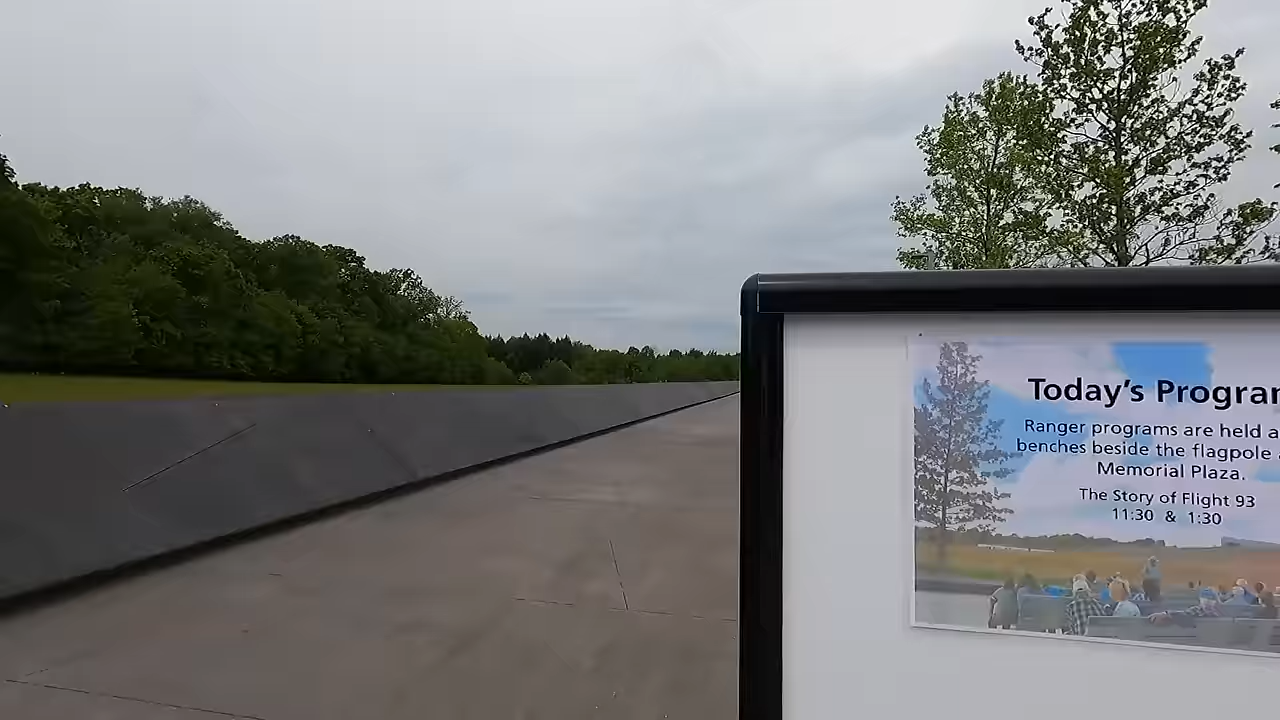 Today's Progra
Ranger programs are held a
benches beside the flagpole a
Memorial Plaza.
The Story of Flight 93
11:30 & 1:30